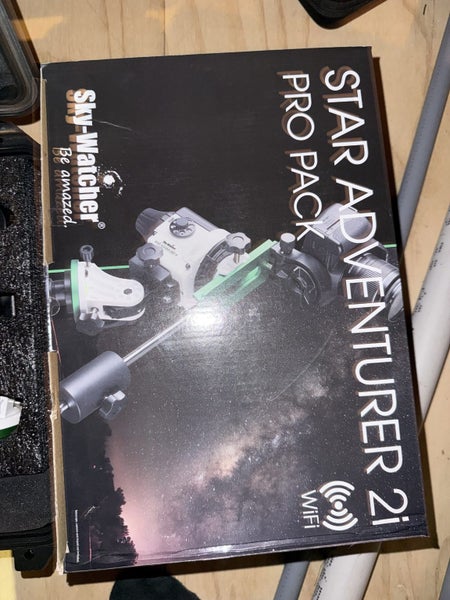 STAR ADVENTURER 2i
PRO PACK
WiFi
Sky-Watcher®
Be amazed.